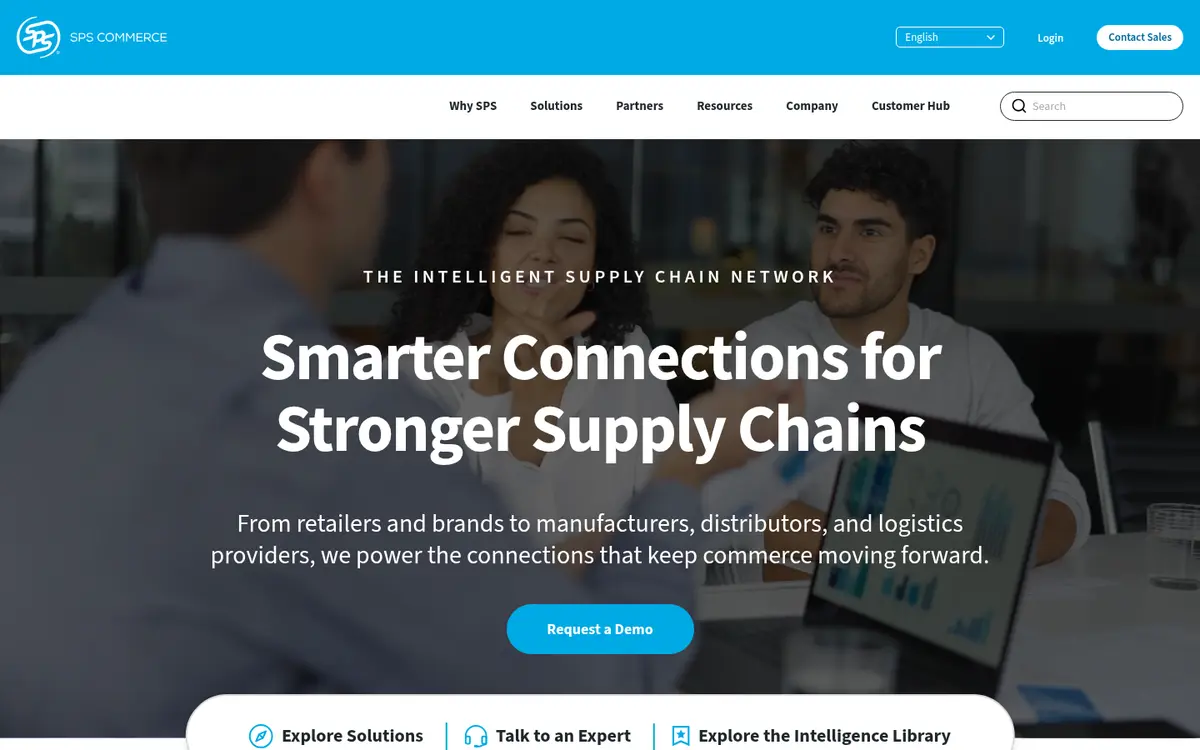 SPS
SPS COMMERCE
English
Login
Contact Sales
Why SPS
Solutions
Partners
Resources
Company
Customer Hub
Search
THE INTELLIGENT SUPPLY CHAIN NETWORK
Smarter Connections for
Stronger Supply Chains
From retailers and brands to manufacturers, distributors, and logistics
providers, we power the connections that keep commerce moving forward.
Request a Demo
Explore Solutions
Talk to an Expert
Explore the Intelligence Library